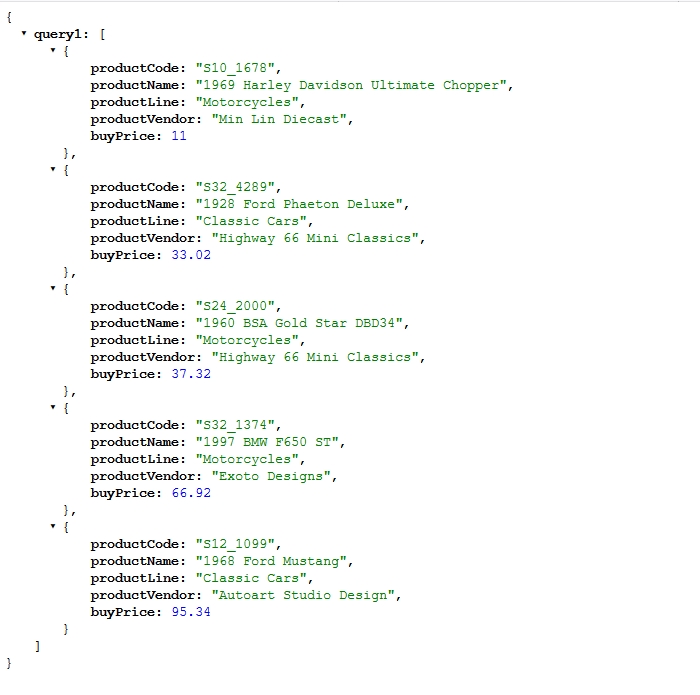 {
▼ query1: [
▼ {
productCode: "S10_1678",
productName: "1969 Harley Davidson Ultimate Chopper",
productLine: "Motorcycles",
productVendor: "Min Lin Diecast",
buyPrice: 11
},
▼ {
productCode: "S32_4289",
productName: "1928 Ford Phaeton Deluxe",
productLine: "Classic Cars",
productVendor: "Highway 66 Mini Classics",
buyPrice: 33.02
},
▼ {
productCode: "S24_2000",
productName: "1960 BSA Gold Star DBD34",
productLine: "Motorcycles",
productVendor: "Highway 66 Mini Classics",
buyPrice: 37.32
},
▼ {
productCode: "S32_1374",
productName: "1997 BMW F650 ST",
productLine: "Motorcycles",
productVendor: "Exoto Designs",
buyPrice: 66.92
},
▼ {
productCode: "S12_1099",
productName: "1968 Ford Mustang",
productLine: "Classic Cars",
productVendor: "Autoart Studio Design",
buyPrice: 95.34
}
]
}